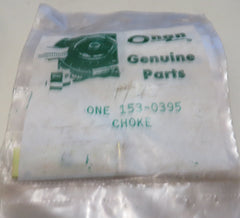 Onan
Genuine
Parts
ONE 153-0395
CHOKE